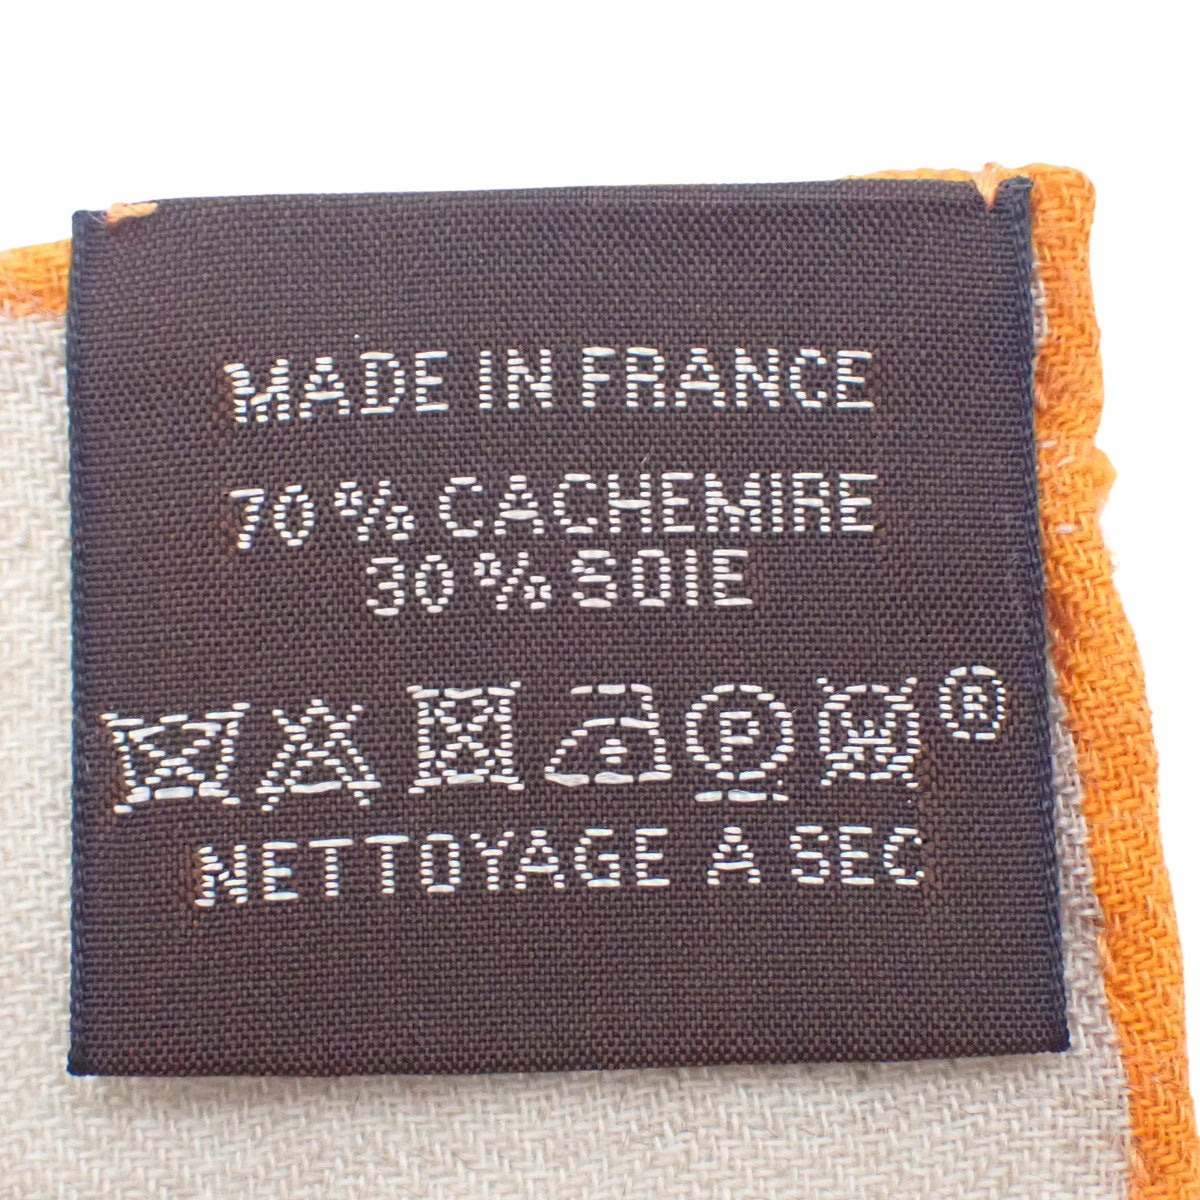 MADE IN FRANCE
70 % CACHEMIRE
30 % SOIE
P W ®
NETTOYAGE A SEC